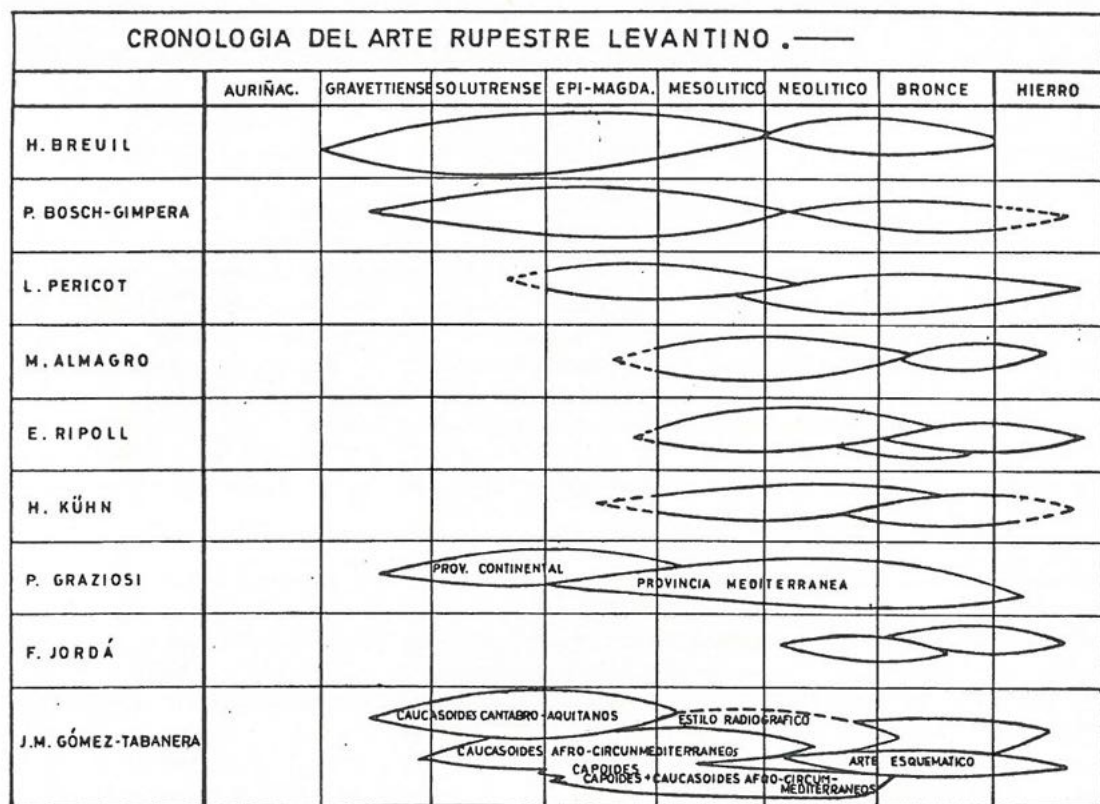 CRONOLOGIA DEL ARTE RUPESTRE LEVANTINO .—
AURIÑAC. GRAVETTIENSE SOLUTRENSE EPI-MAGDA. MESOLITICO NEOLITICO BRONCE HIERRO
H. BREUIL
P. BOSCH-GIMPERA
L. PERICOT
M. ALMAGRO
E. RIPOLL
H. KÜHN
P. GRAZIOSI
PROV. CONTINENTAL
PROVINCIA MEDITERRANEA
F. JORDÁ
J.M. GÓMEZ-TABANERA
CAUCASOIDES CANTABRO-AQUITANOS
ESTILO RADIOGRAFICO
CAUCASOIDES AFRO-CIRCUNMEDITERRANEOS
CAPOIDES
ARTE ESQUEMATICO
CAPOIDES + CAUCASOIDES AFRO-CIRCUM-
MEDITERRANEOS